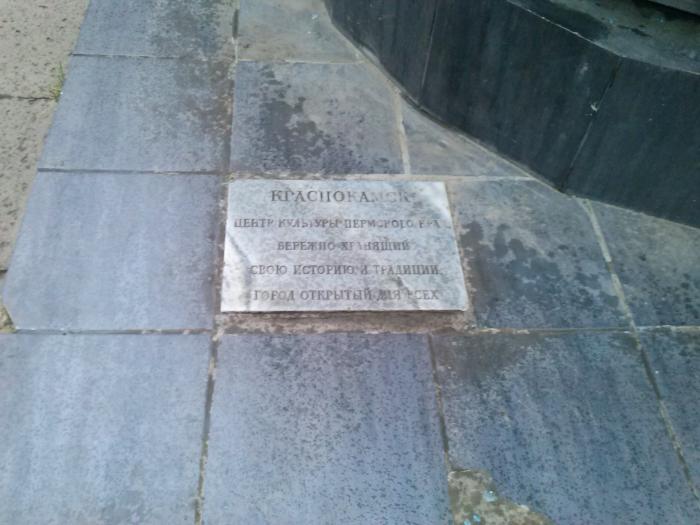 КРАСНОКАМСК
ЦЕНТР КУЛЬТУРЫ ПЕРМСКОГО КРАЯ
БЕРЕЖНО ХРАНЯЩИЙ
СВОЮ ИСТОРИЮ И ТРАДИЦИИ
ГОРОД ОТКРЫТЫЙ ДЛЯ ВСЕХ